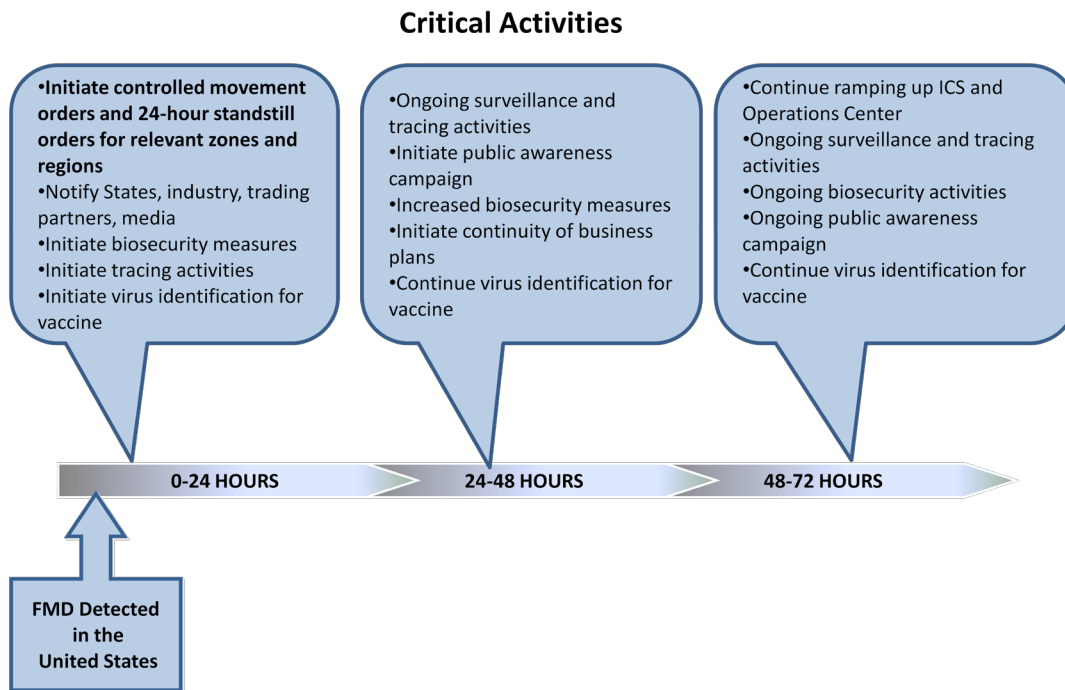 Critical Activities
•Initiate controlled movement
orders and 24-hour standstill
orders for relevant zones and
regions
•Notify States, industry, trading
partners, media
•Initiate biosecurity measures
•Initiate tracing activities
•Initiate virus identification for
vaccine
•Ongoing surveillance and
tracing activities
•Initiate public awareness
campaign
•Increased biosecurity measures
•Initiate continuity of business
plans
•Continue virus identification for
vaccine
•Continue ramping up ICS and
Operations Center
•Ongoing surveillance and tracing
activities
•Ongoing biosecurity activities
•Ongoing public awareness
campaign
•Continue virus identification for
vaccine
0-24 HOURS
24-48 HOURS
48-72 HOURS
FMD Detected
in the
United States